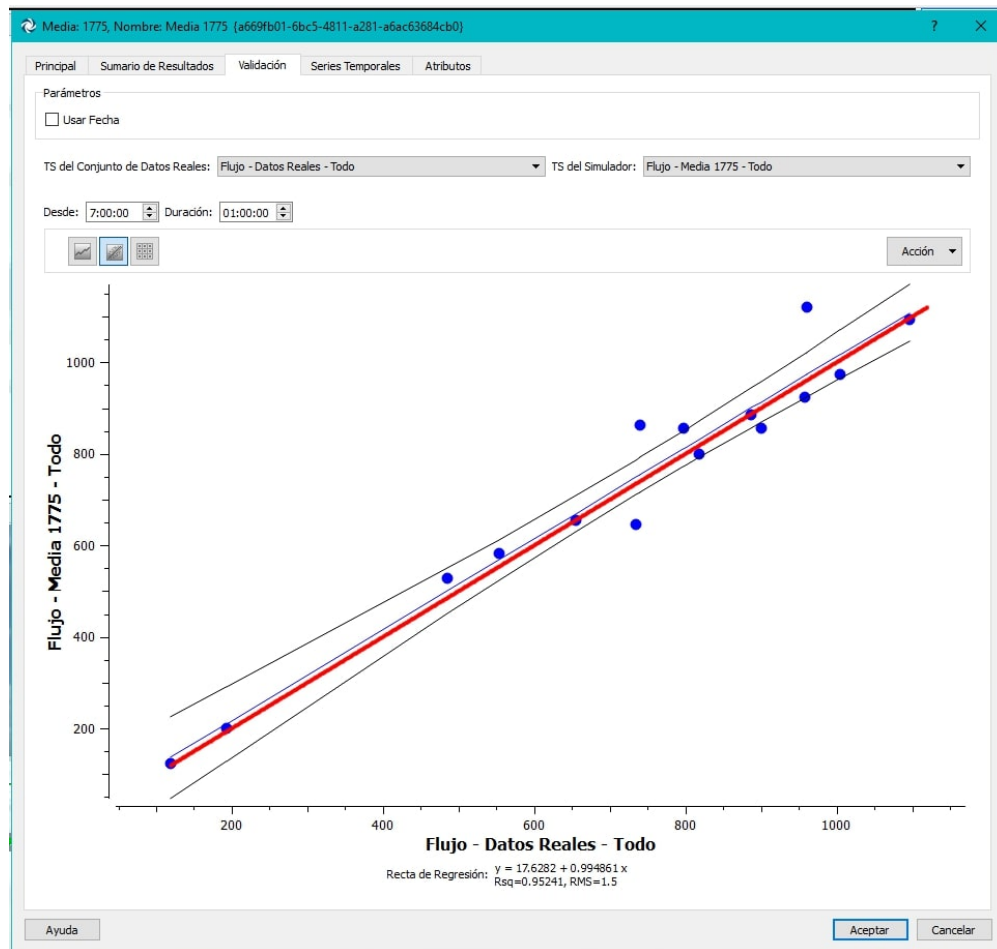 Media: 1775, Nombre: Media 1775 {a669fb01-6bc5-4811-a281-a6ac63684cb0}
?
Principal
Sumario de Resultados
Validación
Series Temporales
Atributos
Parámetros
Usar Fecha
TS del Conjunto de Datos Reales: Flujo - Datos Reales - Todo
TS del Simulador: Flujo - Media 1775 - Todo
Desde: 7:00:00 Duración: 01:00:00
Acción
Flujo - Media 1775 - Todo
1000
800
600
400
200
200 400 600 800 1000
Flujo - Datos Reales - Todo
Recta de Regresión: y = 17.6282 + 0.994861 x
Rsq=0.95241, RMS=1.5
Ayuda
Aceptar
Cancelar